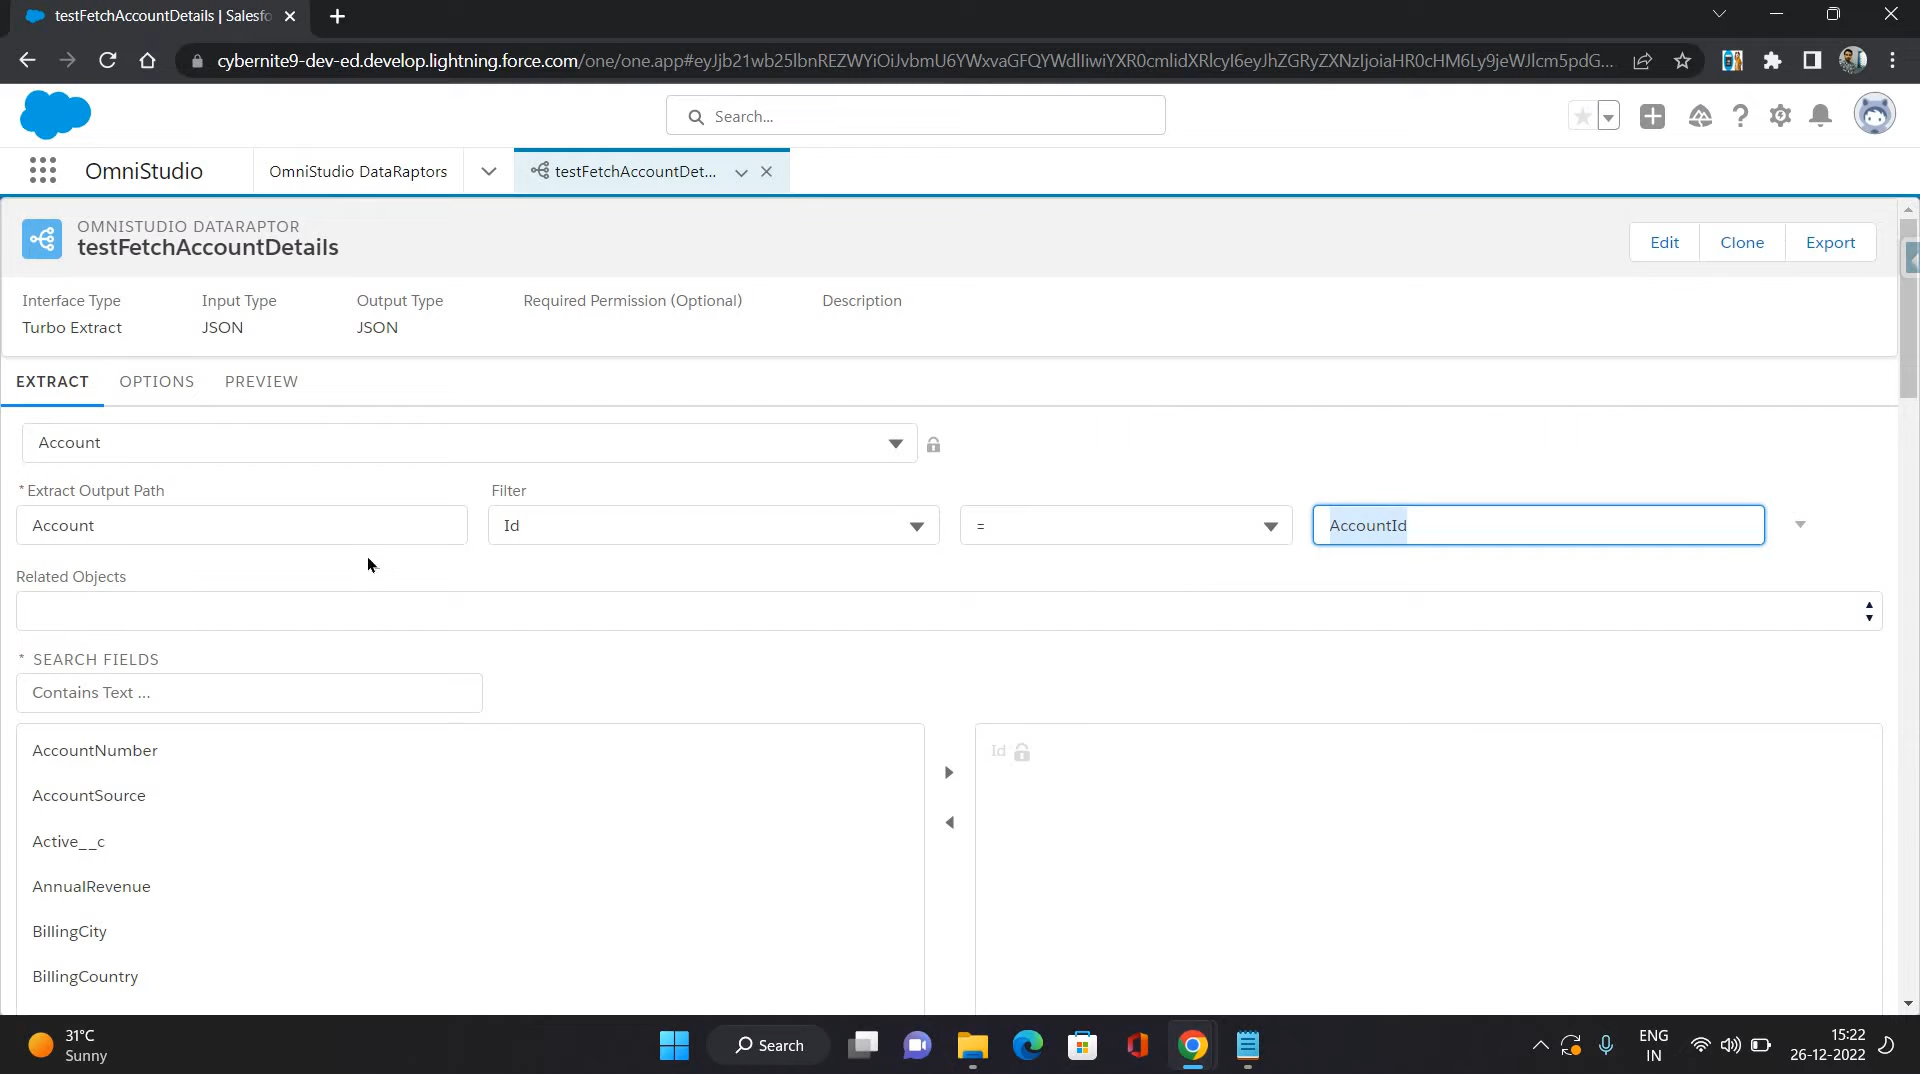 testFetchAccountDetails | Salesfo
cybernite9-dev-ed.develop.lightning.force.com/one/one.app#eyJjb21wb25lbnREZWYiOiJvbmU6YWxvaGFQYWdlIiwiYXR0cmlidXRlcyI6eyJhZGRyZXNzIjoiaHR0cHM6Ly9jeWJlcm5pdG...
Search...
OmniStudio
OmniStudio DataRaptors
testFetchAccountDet...
OMNISTUDIO DATARAPTOR
testFetchAccountDetails
Edit
Clone
Export
Interface Type
Input Type
Output Type
Required Permission (Optional)
Description
Turbo Extract
JSON
JSON
EXTRACT
OPTIONS
PREVIEW
Account
* Extract Output Path
Filter
Account
Id
=
AccountId
Related Objects
* SEARCH FIELDS
Contains Text ...
AccountNumber
Id
AccountSource
Active__c
AnnualRevenue
BillingCity
BillingCountry
31°C
Sunny
Search
ENG
IN
15:22
26-12-2022